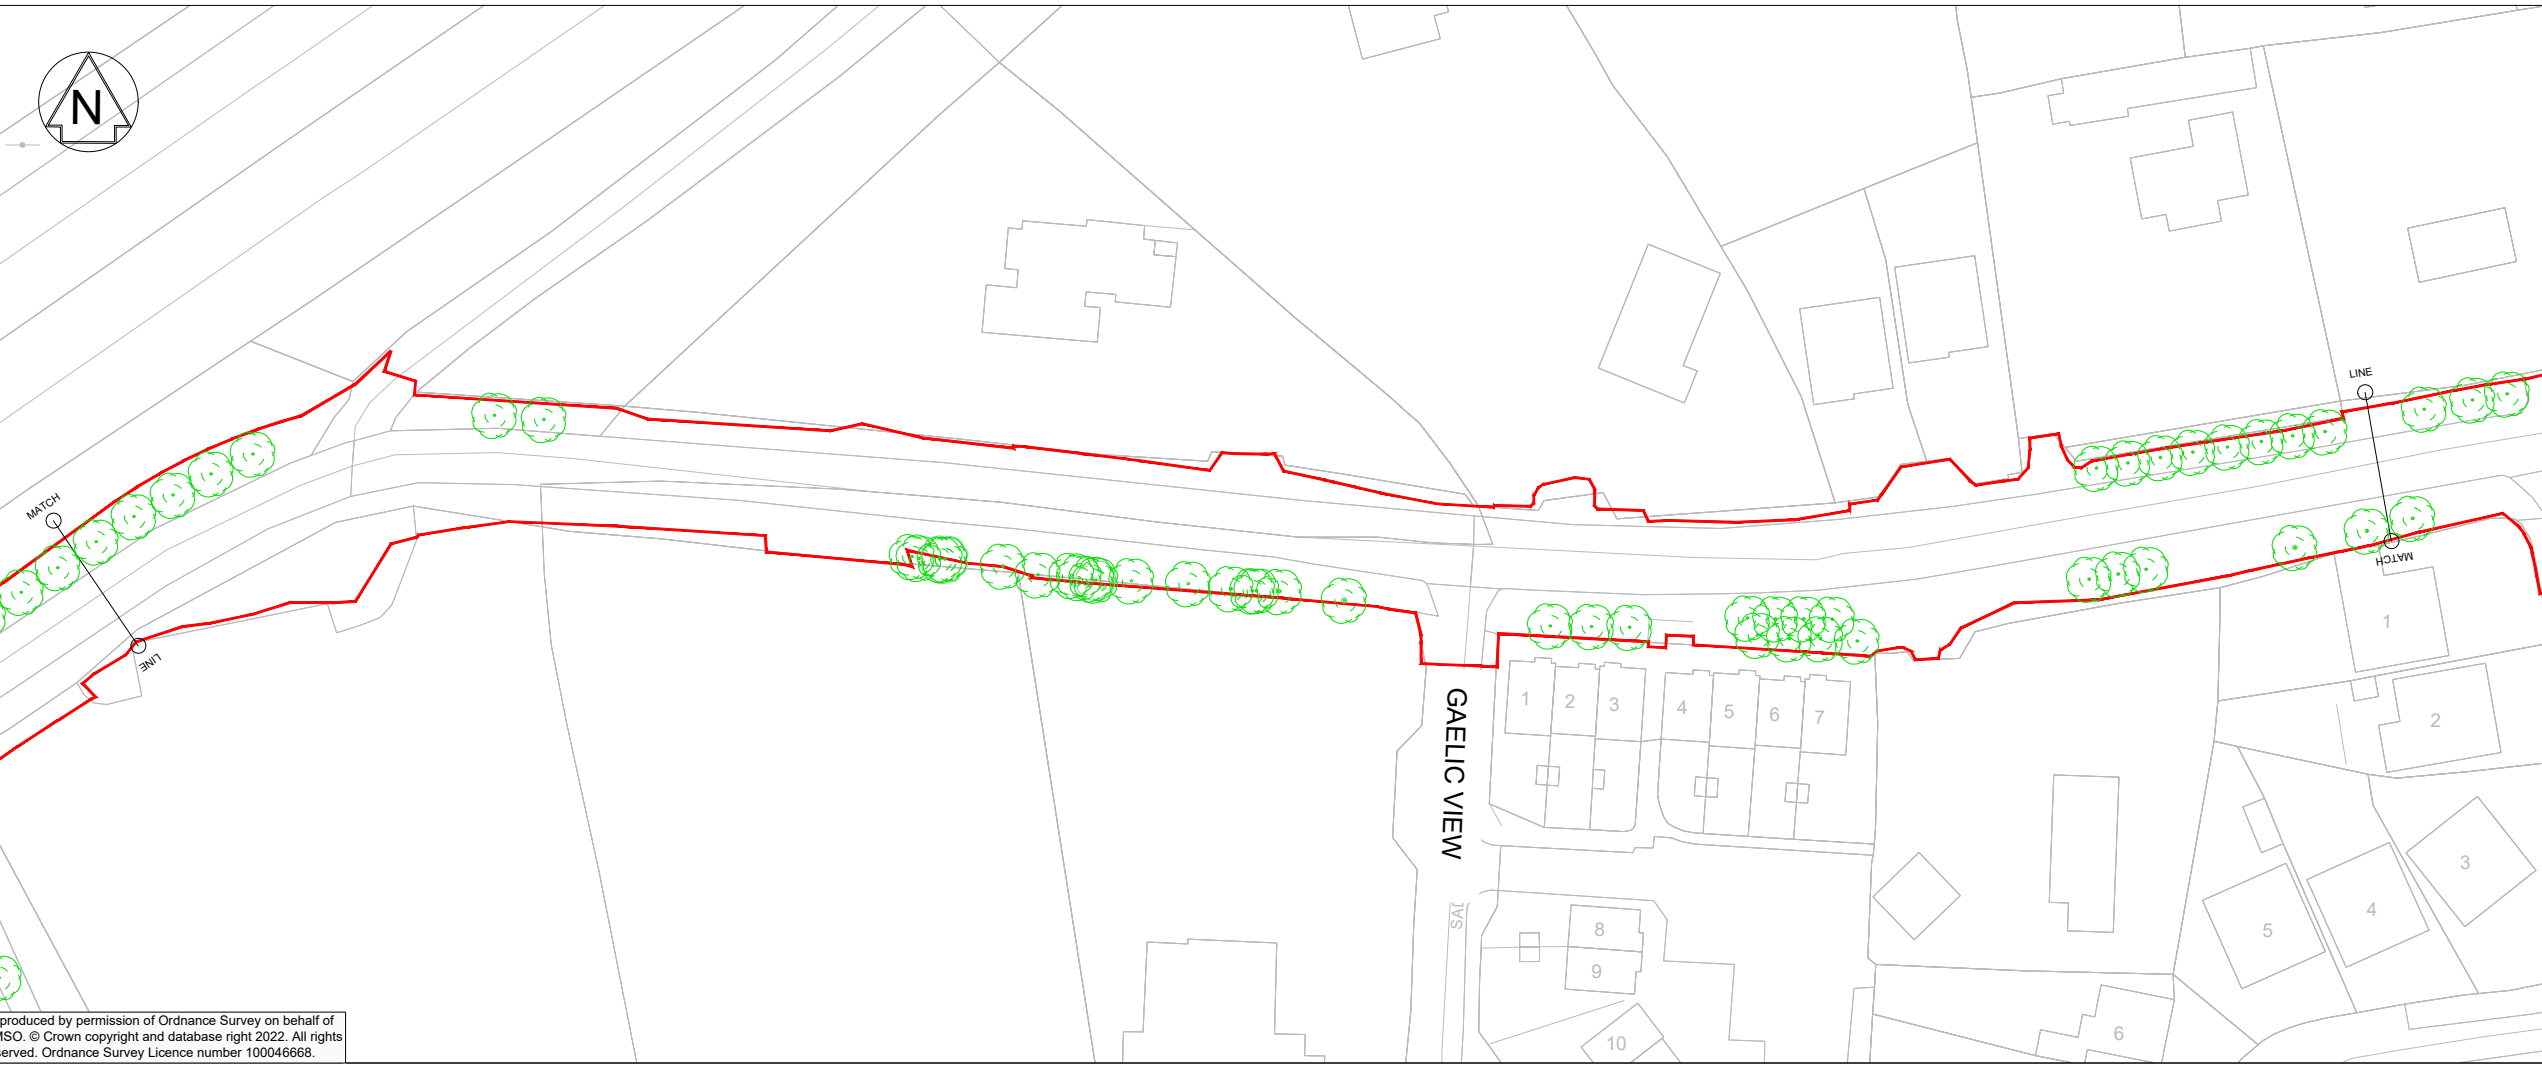 N
LINE
MATCH
MATCH
LINE
1
GAELIC VIEW
1
2
3
4
5
6
7
2
3
4
5
8
9
10
6
produced by permission of Ordnance Survey on behalf of
MSO. © Crown copyright and database right 2022. All rights
served. Ordnance Survey Licence number 100046668.